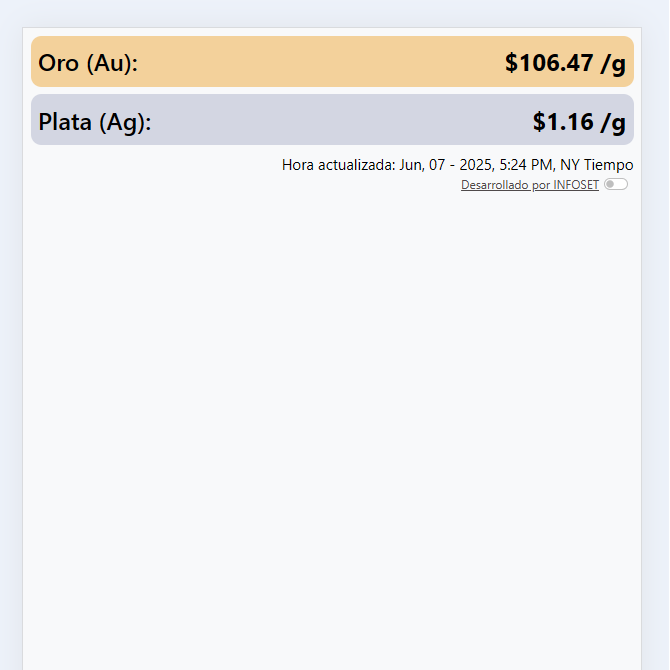 Oro (Au): $106.47 /g
Plata (Ag): $1.16 /g
Hora actualizada: Jun, 07 - 2025, 5:24 PM, NY Tiempo
Desarrollado por INFOSET